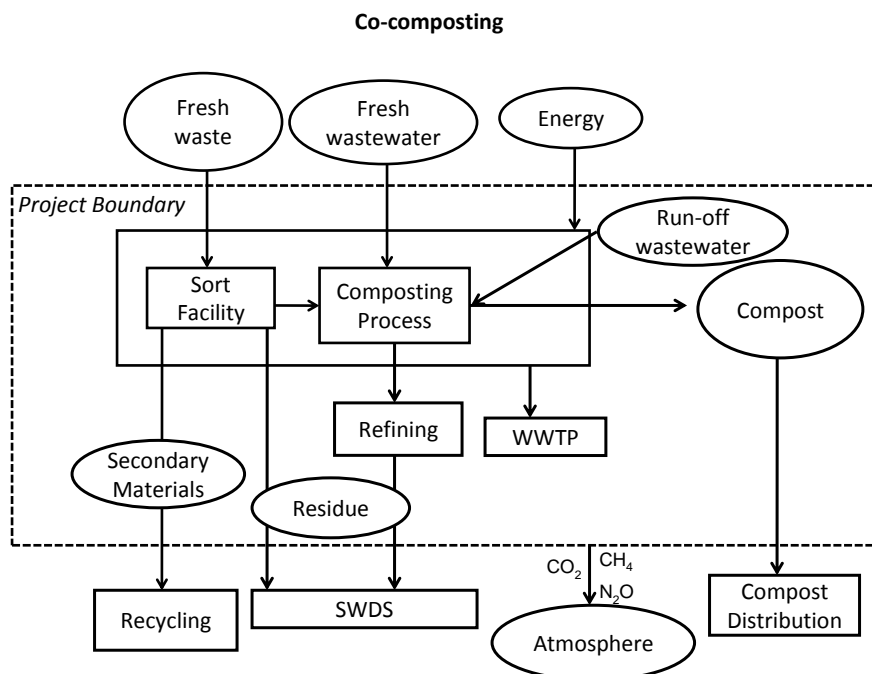 Co-composting
Fresh
waste
Fresh
wastewater
Energy
Project Boundary
Run-off
wastewater
Sort
Facility
Composting
Process
Compost
Refining
WWTP
Secondary
Materials
Residue
CO₂
CH₄
N₂O
Recycling
SWDS
Atmosphere
Compost
Distribution